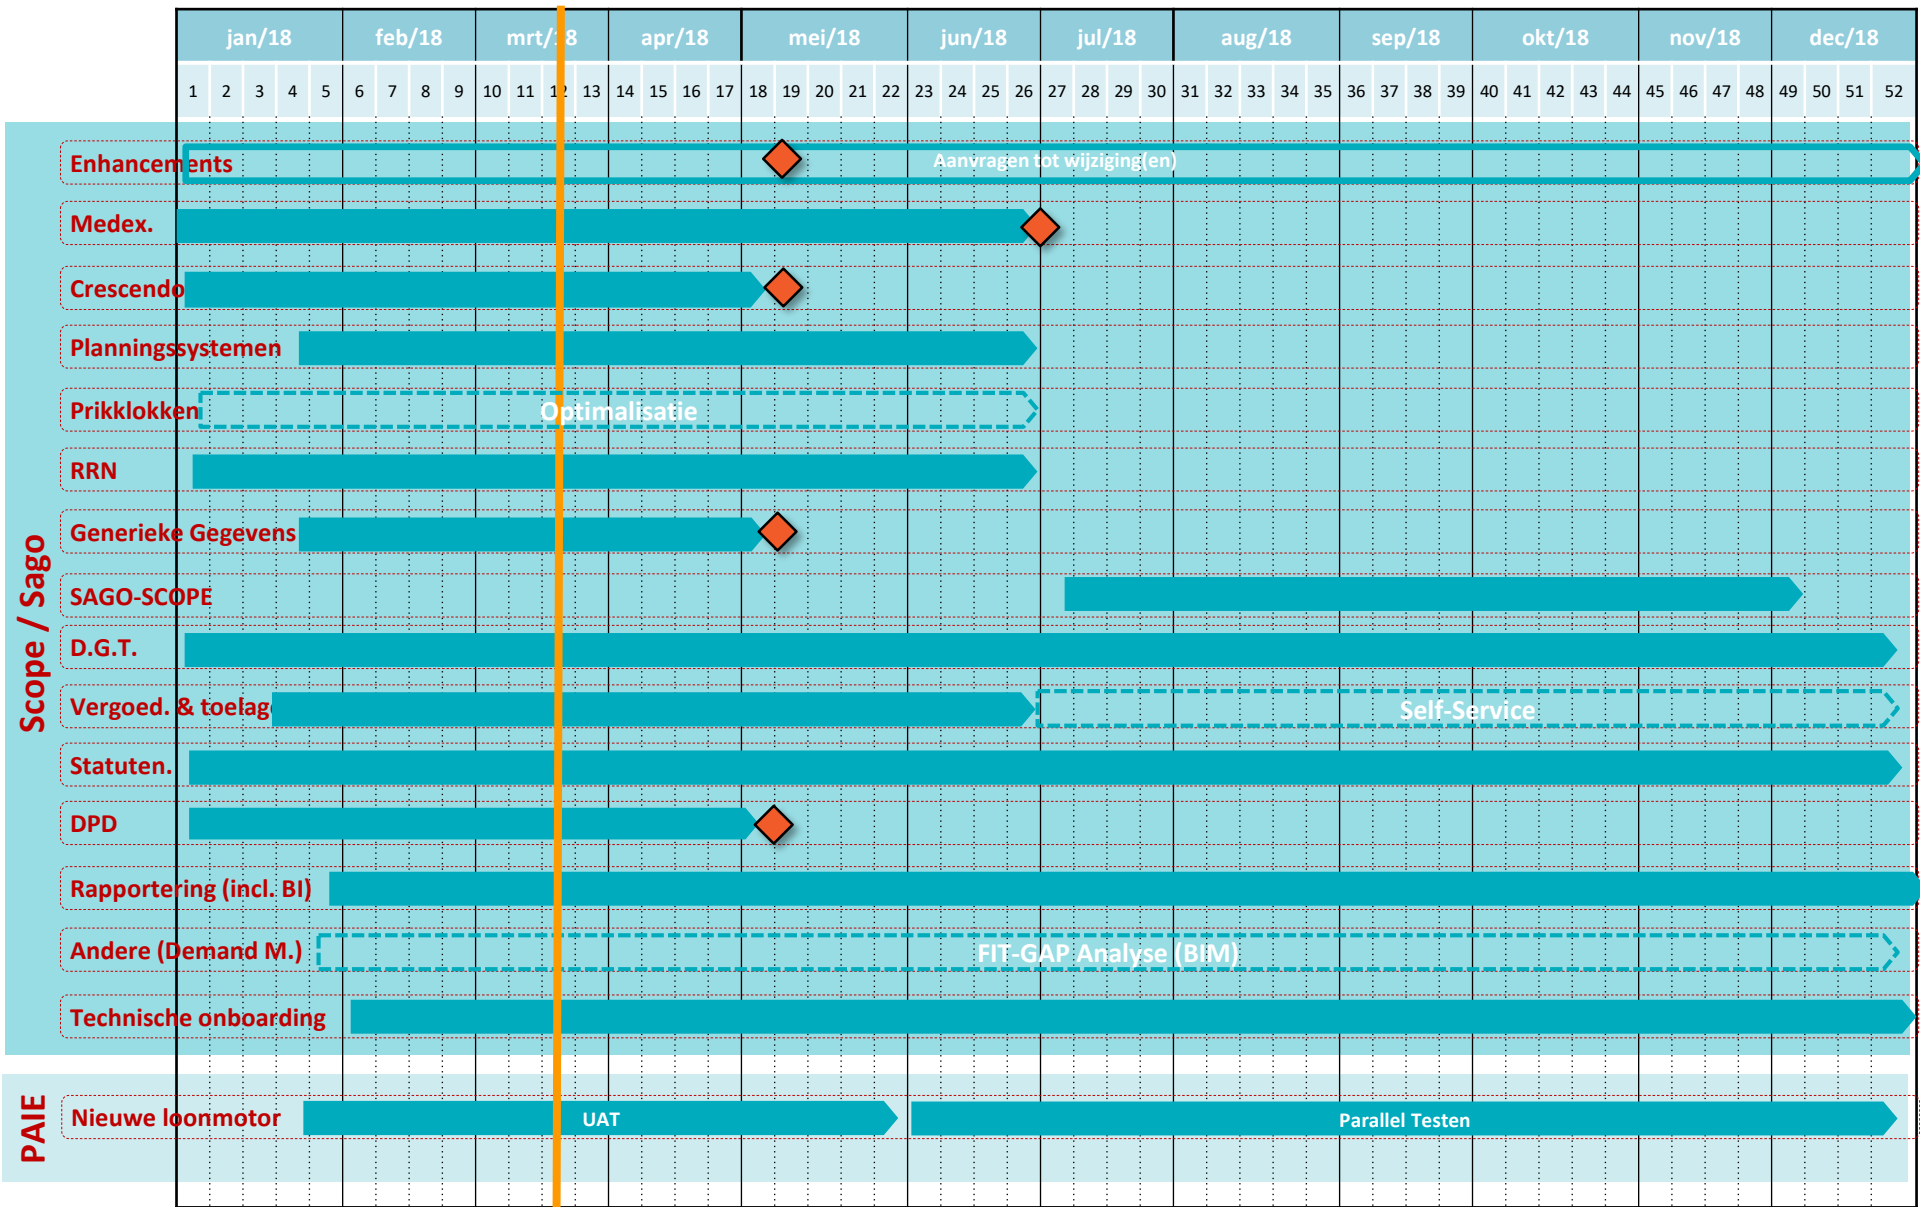 jan/18 feb/18 mrt/18 apr/18 mei/18 jun/18 jul/18 aug/18 sep/18 okt/18 nov/18 dec/18
1 2 3 4 5 6 7 8 9 10 11 12 13 14 15 16 17 18 19 20 21 22 23 24 25 26 27 28 29 30 31 32 33 34 35 36 37 38 39 40 41 42 43 44 45 46 47 48 49 50 51 52
Scope / Sago
Enhancements Aanvragen tot wijziging(en)
Medex.
Crescendo
Planningssystemen
Prikklokken Optimalisatie
RRN
Generieke Gegevens
SAGO-SCOPE
D.G.T.
Vergoed. & toelag Self-Service
Statuten.
DPD
Rapportering (incl. BI)
Andere (Demand M.) FIT-GAP Analyse (BIM)
Technische onboarding
PAIE
Nieuwe loonmotor UAT Parallel Testen